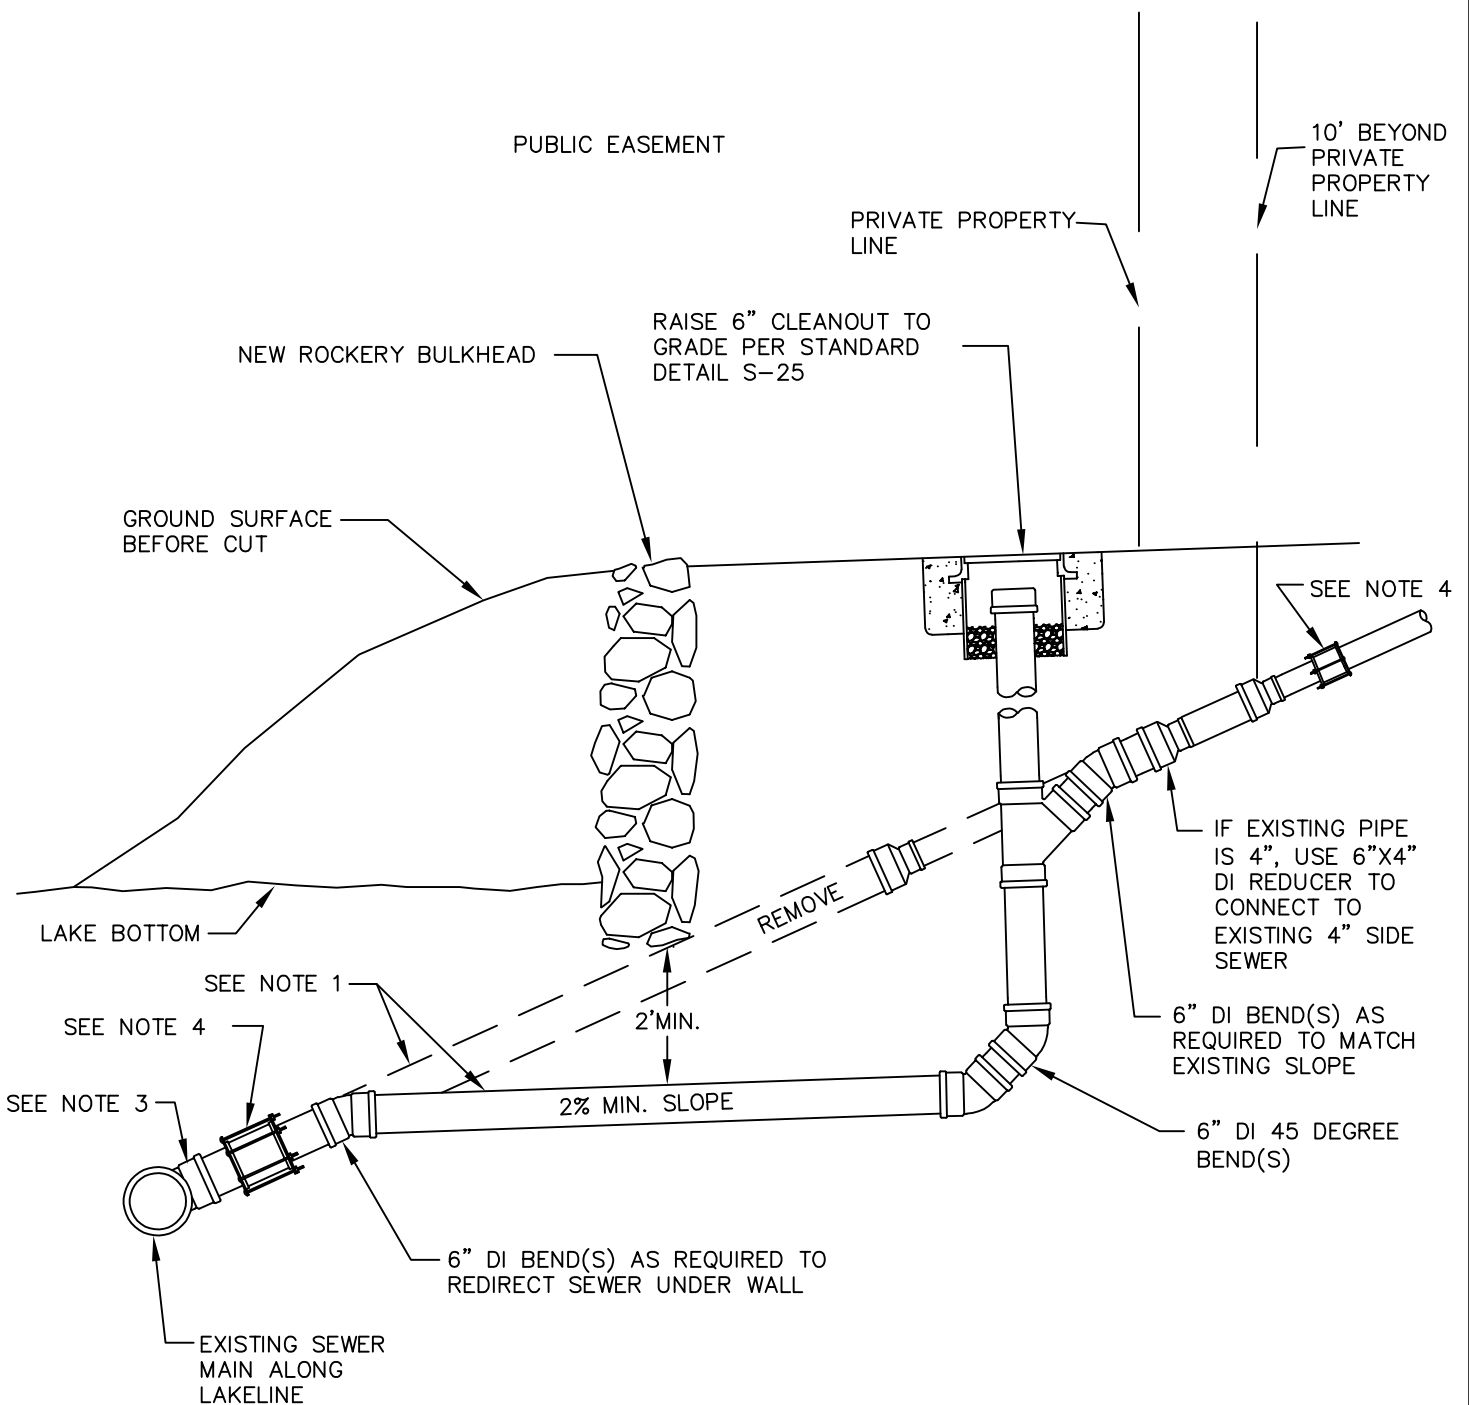 PUBLIC EASEMENT
10' BEYOND
PRIVATE
PROPERTY
LINE
PRIVATE PROPERTY
LINE
RAISE 6" CLEANOUT TO
GRADE PER STANDARD
DETAIL S-25
NEW ROCKERY BULKHEAD
GROUND SURFACE
BEFORE CUT
SEE NOTE 4
IF EXISTING PIPE
IS 4", USE 6"X4"
DI REDUCER TO
CONNECT TO
EXISTING 4" SIDE
SEWER
REMOVE
LAKE BOTTOM
SEE NOTE 1
SEE NOTE 4
2'MIN.
6" DI BEND(S) AS
REQUIRED TO MATCH
EXISTING SLOPE
SEE NOTE 3
2% MIN. SLOPE
6" DI 45 DEGREE
BEND(S)
6" DI BEND(S) AS REQUIRED TO
REDIRECT SEWER UNDER WALL
EXISTING SEWER
MAIN ALONG
LAKELINE